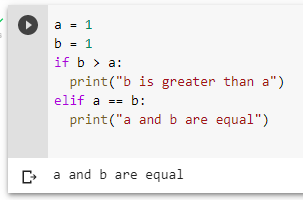 a = 1
b = 1
if b > a:
  print("b is greater than a")
elif a == b:
  print("a and b are equal")
a and b are equal